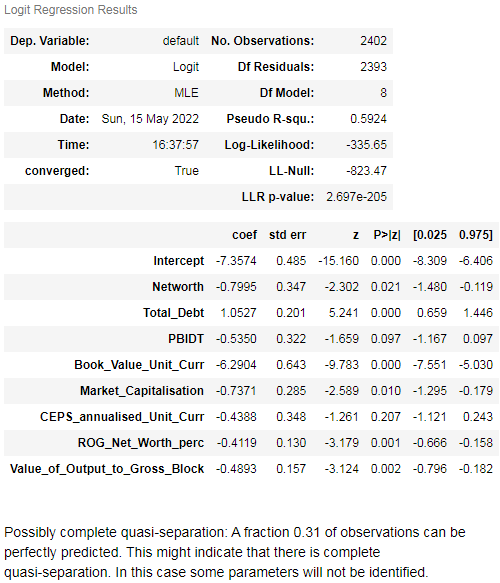 Logit Regression Results
Dep. Variable: default No. Observations: 2402
Model: Logit Df Residuals: 2393
Method: MLE Df Model: 8
Date: Sun, 15 May 2022 Pseudo R-squ.: 0.5924
Time: 16:37:57 Log-Likelihood: -335.65
converged: True LL-Null: -823.47
LLR p-value: 2.697e-205
coef std err z P>|z| [0.025 0.975]
Intercept -7.3574 0.485 -15.160 0.000 -8.309 -6.406
Networth -0.7995 0.347 -2.302 0.021 -1.480 -0.119
Total_Debt 1.0527 0.201 5.241 0.000 0.659 1.446
PBIDT -0.5350 0.322 -1.659 0.097 -1.167 0.097
Book_Value_Unit_Curr -6.2904 0.643 -9.783 0.000 -7.551 -5.030
Market_Capitalisation -0.7371 0.285 -2.589 0.010 -1.295 -0.179
CEPS_annualised_Unit_Curr -0.4388 0.348 -1.261 0.207 -1.121 0.243
ROG_Net_Worth_perc -0.4119 0.130 -3.179 0.001 -0.666 -0.158
Value_of_Output_to_Gross_Block -0.4893 0.157 -3.124 0.002 -0.796 -0.182
Possibly complete quasi-separation: A fraction 0.31 of observations can be
perfectly predicted. This might indicate that there is complete
quasi-separation. In this case some parameters will not be identified.